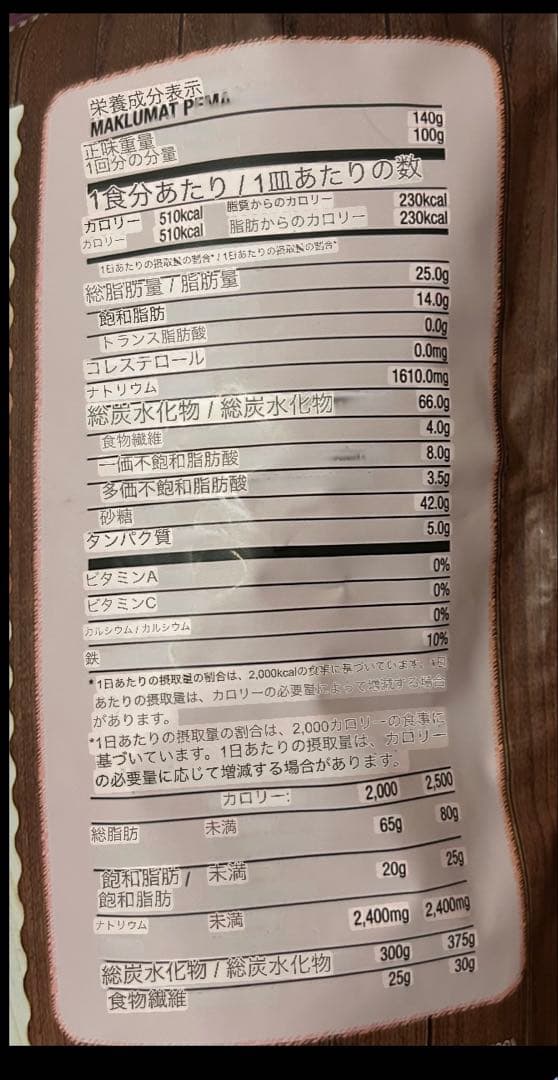 栄養成分表示
MAKLUMAT
正味重量 140g
1回分の分量 100g
1食分あたり / 1皿あたりの数
カロリー 510kcal 脂質からのカロリー 230kcal
カロリー 510kcal 脂肪からのカロリー 230kcal
1日あたりの摂取量の割合* / 1日あたりの摂取量の割合*
総脂肪量 / 脂肪量 25.0g
飽和脂肪 14.0g
トランス脂肪酸 0.0g
コレステロール 0.0mg
ナトリウム 1610.0mg
総炭水化物 / 総炭水化物 66.0g
食物繊維 4.0g
一価不飽和脂肪酸 8.0g
多価不飽和脂肪酸 3.5g
砂糖 42.0g
タンパク質 5.0g
ビタミンA 0%
ビタミンC 0%
カルシウム / カルシウム 0%
鉄 10%
*1日あたりの摂取量の割合は、2,000kcalの食事に基づいています。1日
あたりの摂取量は、カロリーの必要量によって増減する場合
があります。
*1日あたりの摂取量の割合は、2,000カロリーの食事に
基づいています。1日あたりの摂取量は、カロリー
の必要量に応じて増減する場合があります。
カロリー: 2,000 2,500
総脂肪 未満 65g 80g
飽和脂肪 / 未満 20g 25g
飽和脂肪
ナトリウム 未満 2,400mg 2,400mg
総炭水化物 / 総炭水化物 300g 375g
食物繊維 25g 30g